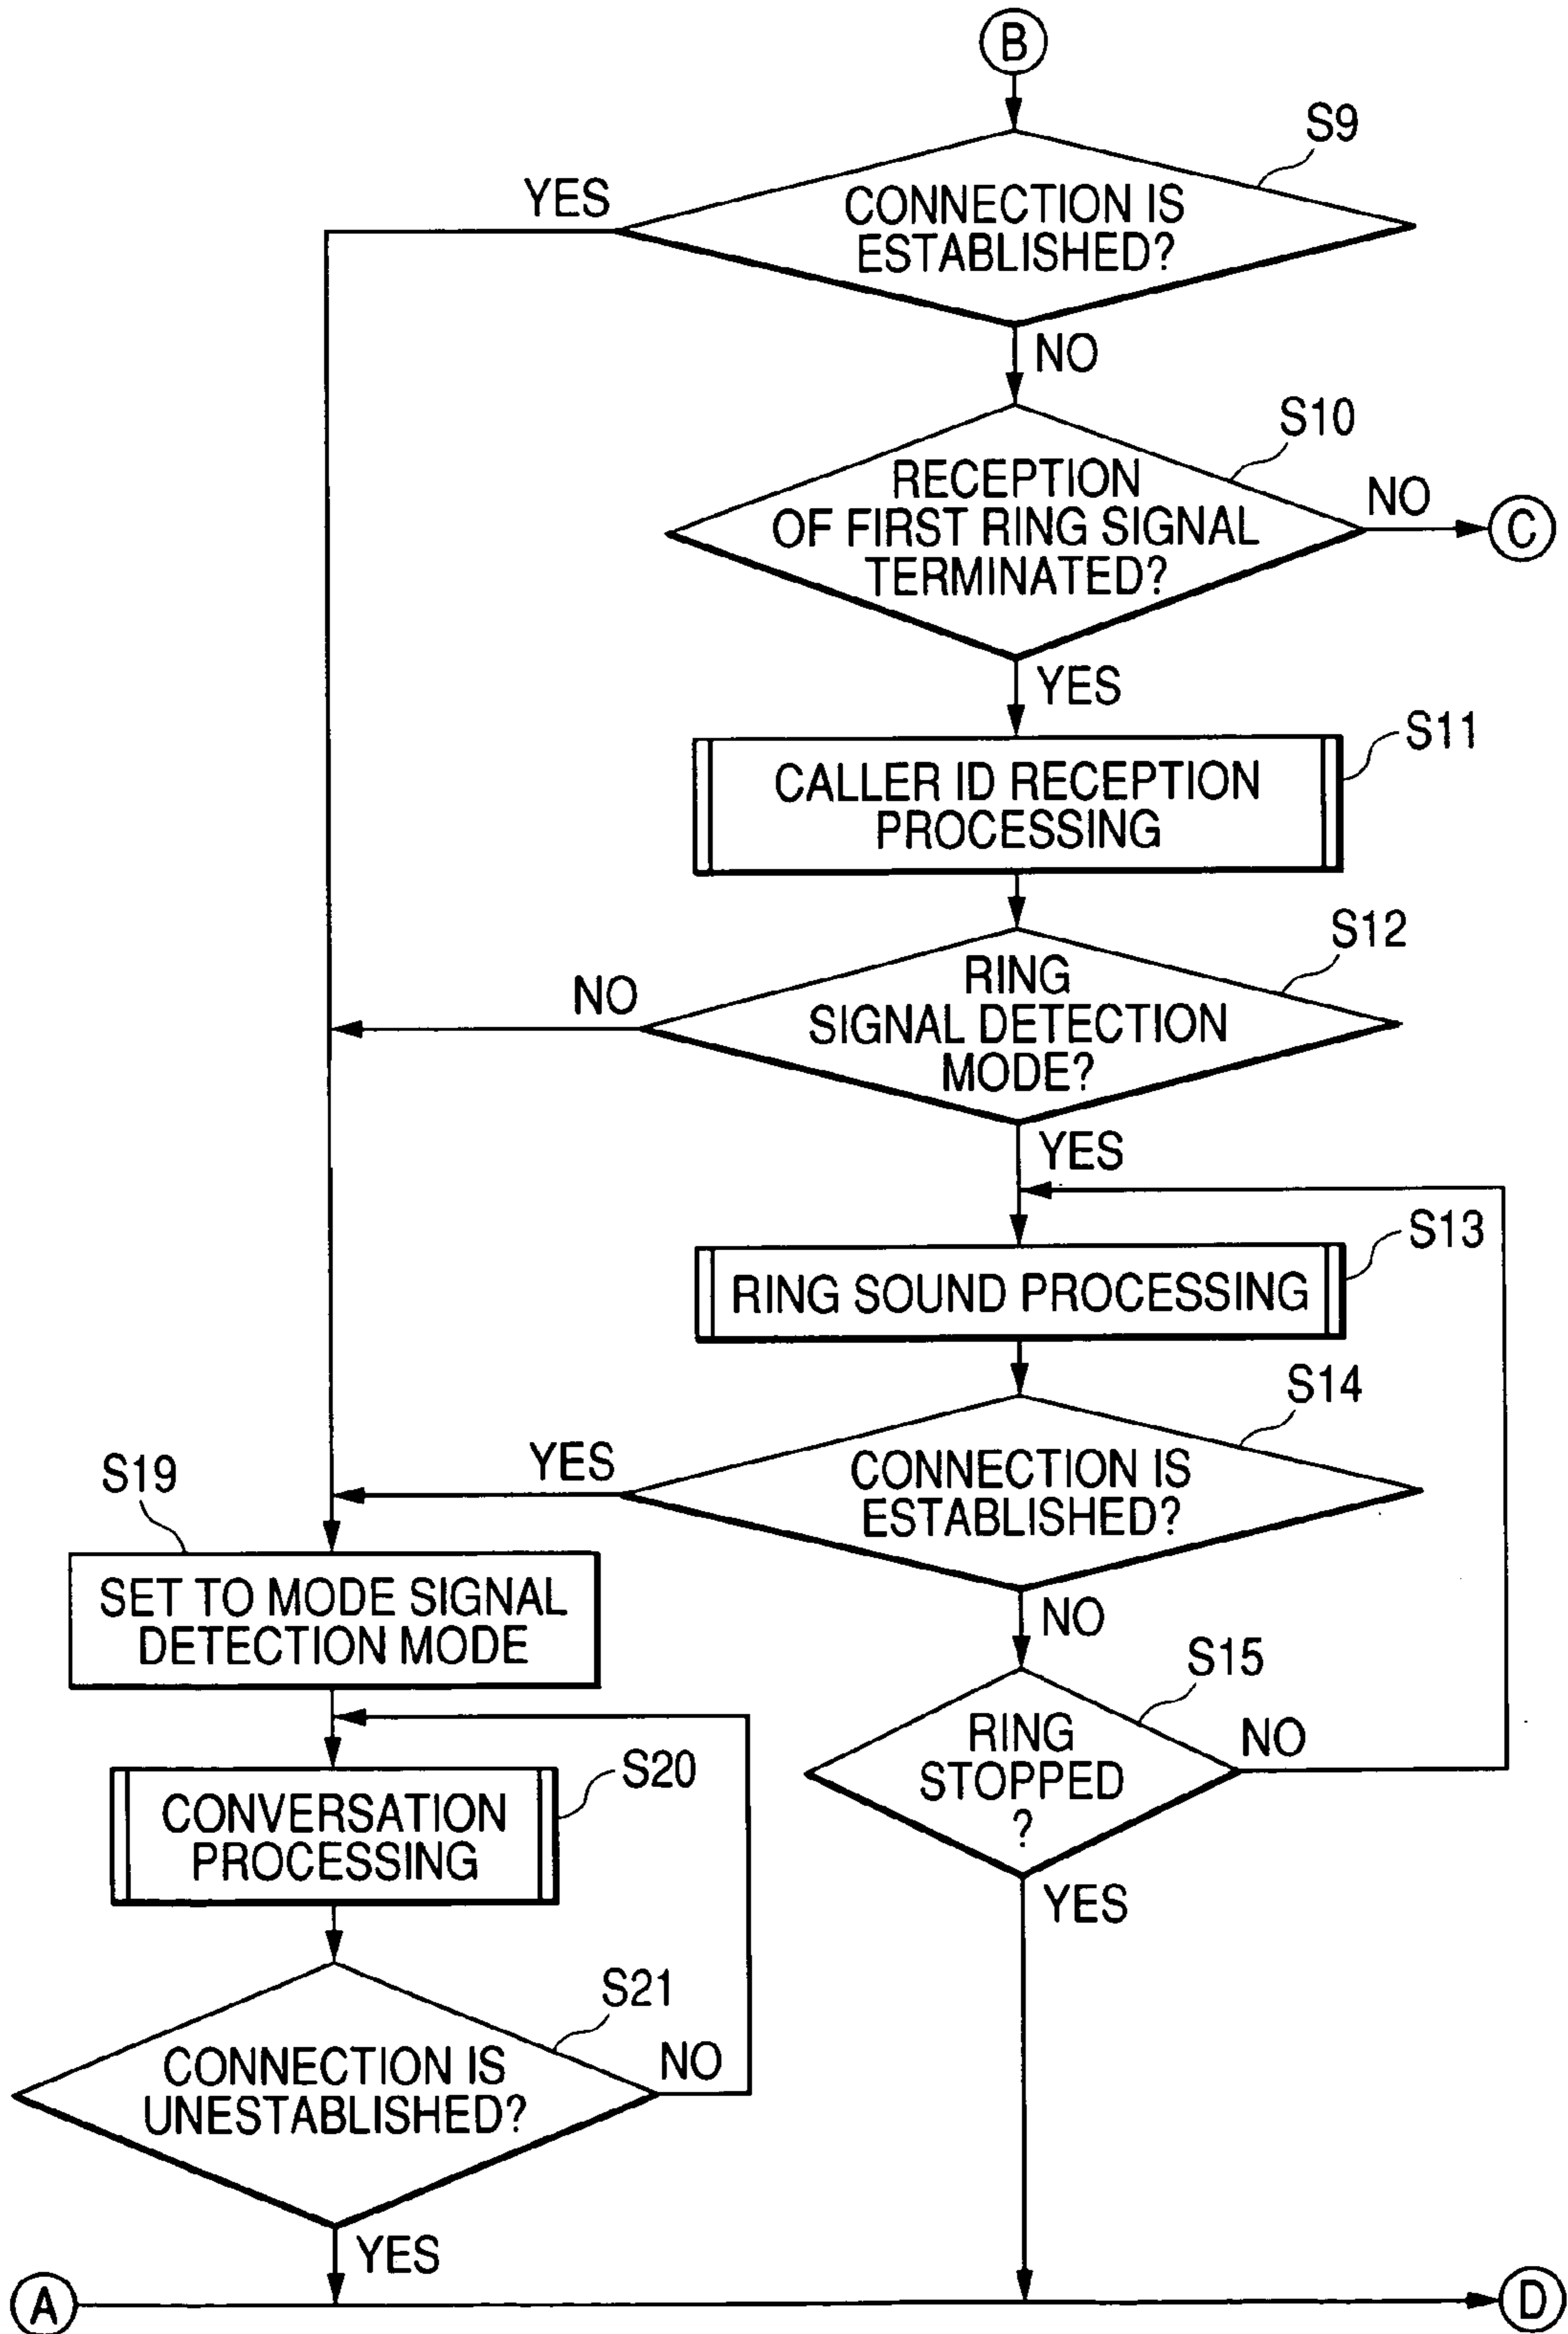 B
S9
YES
CONNECTION IS
ESTABLISHED?
NO
S10
RECEPTION
OF FIRST RING SIGNAL
TERMINATED?
NO
C
YES
S11
CALLER ID RECEPTION
PROCESSING
S12
NO
RING
SIGNAL DETECTION
MODE?
YES
S13
RING SOUND PROCESSING
S14
YES
CONNECTION IS
ESTABLISHED?
S19
SET TO MODE SIGNAL
DETECTION MODE
NO
S15
RING
STOPPED
?
NO
S20
CONVERSATION
PROCESSING
YES
S21
CONNECTION IS
UNESTABLISHED?
NO
YES
A
D